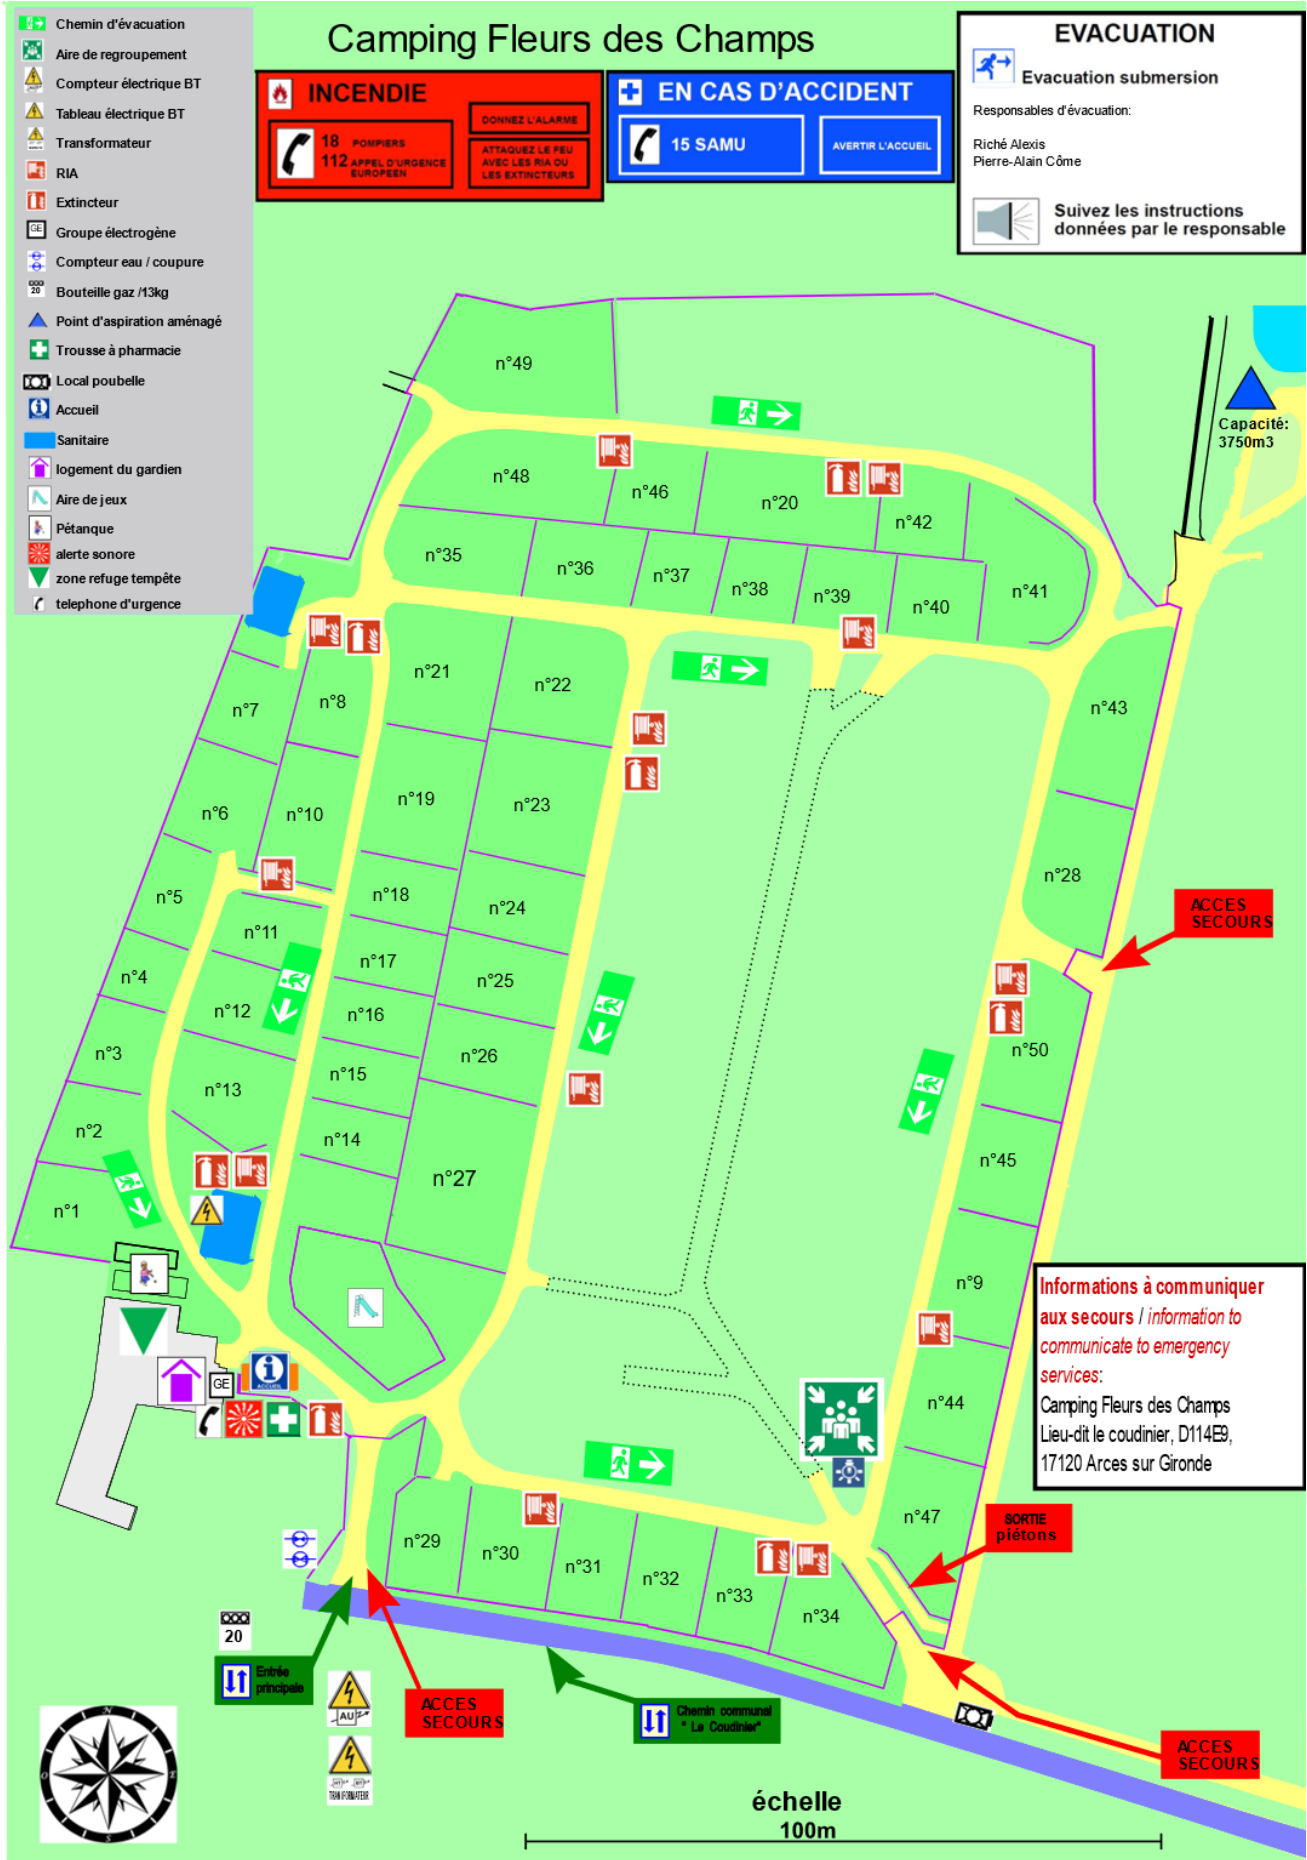 Camping Fleurs des Champs
Chemin d'évacuation
Aire de regroupement
Compteur électrique BT
Tableau électrique BT
Transformateur
RIA
Extincteur
GE
Groupe électrogène
Compteur eau / coupure
20
Bouteille gaz /13kg
Point d'aspiration aménagé
Trousse à pharmacie
Local poubelle
Accueil
Sanitaire
logement du gardien
Aire de jeux
Pétanque
alerte sonore
zone refuge tempête
telephone d'urgence
INCENDIE
18 POMPIERS
112 APPEL D'URGENCE
EUROPEEN
DONNEZ L'ALARME
ATTAQUEZ LE FEU
AVEC LES RIA OU
LES EXTINCTEURS
EN CAS D'ACCIDENT
15 SAMU
AVERTIR L'ACCUEIL
EVACUATION
Evacuation submersion
Responsables d'évacuation:
Riché Alexis
Pierre-Alain Côme
Suivez les instructions
données par le responsable
Capacité:
3750m3
n°49
n°48
n°46
n°20
n°42
n°35
n°36
n°37
n°38
n°39
n°40
n°41
n°21
n°22
n°7
n°8
n°43
n°19
n°23
n°6
n°10
n°28
n°5
n°18
n°24
n°11
n°17
n°4
n°25
n°12
n°16
n°3
n°26
n°50
n°13
n°15
n°2
n°14
n°45
n°1
n°27
n°9
n°44
n°47
n°29
n°30
n°31
n°32
n°33
n°34
ACCES
SECOURS
Informations à communiquer
aux secours / information to
communicate to emergency
services:
Camping Fleurs des Champs
Lieu-dit le coudinier, D114E9,
17120 Arces sur Gironde
GE
ACCUEIL
SORTIE
piétons
20
Entrée
principale
AU
TRANSFORMATEUR
ACCES
SECOURS
Chemin communal
" Le Coudinier"
ACCES
SECOURS
N
O
E
S
échelle
100m